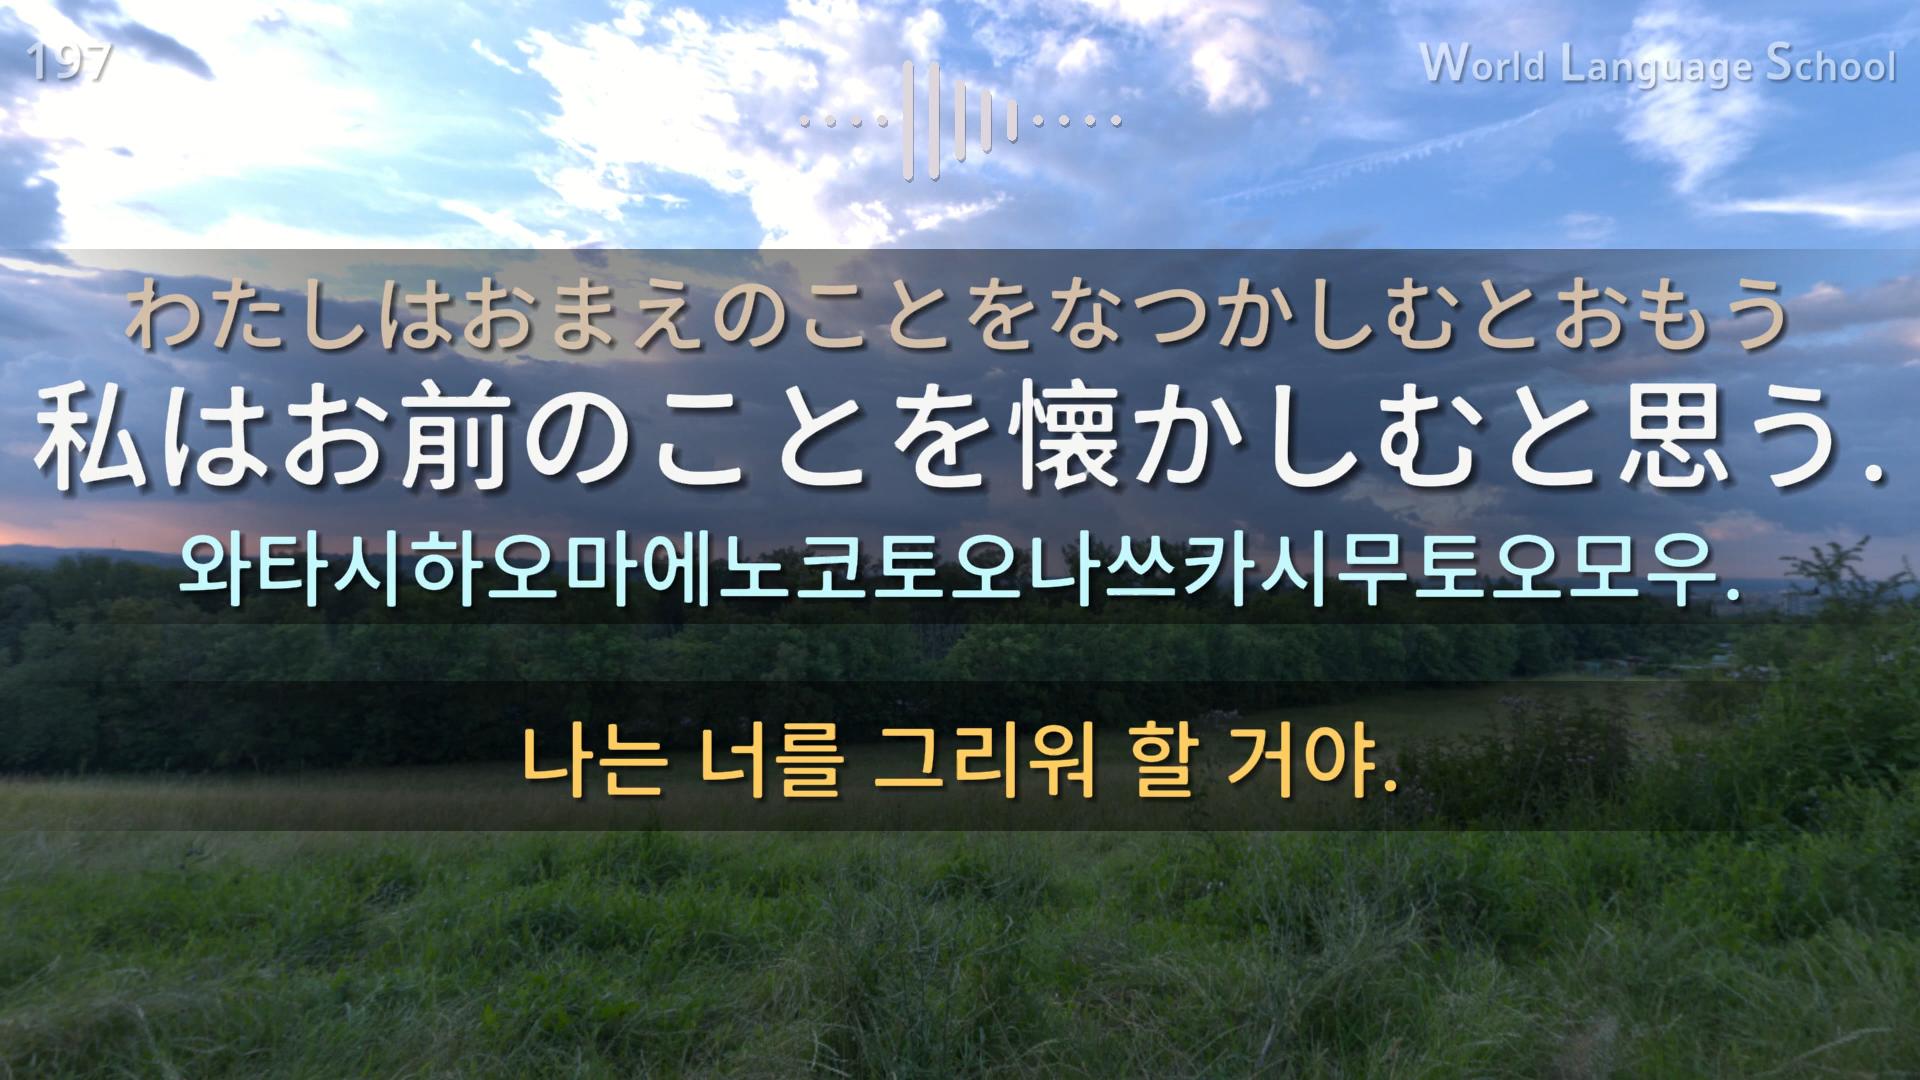 197
World Language School
わたしはおまえのことをなつかしむとおもう
私はお前のことを懐かしむと思う.
와타시하오마에노코토오나쓰카시무토오모우.
나는 너를 그리워 할 거야.